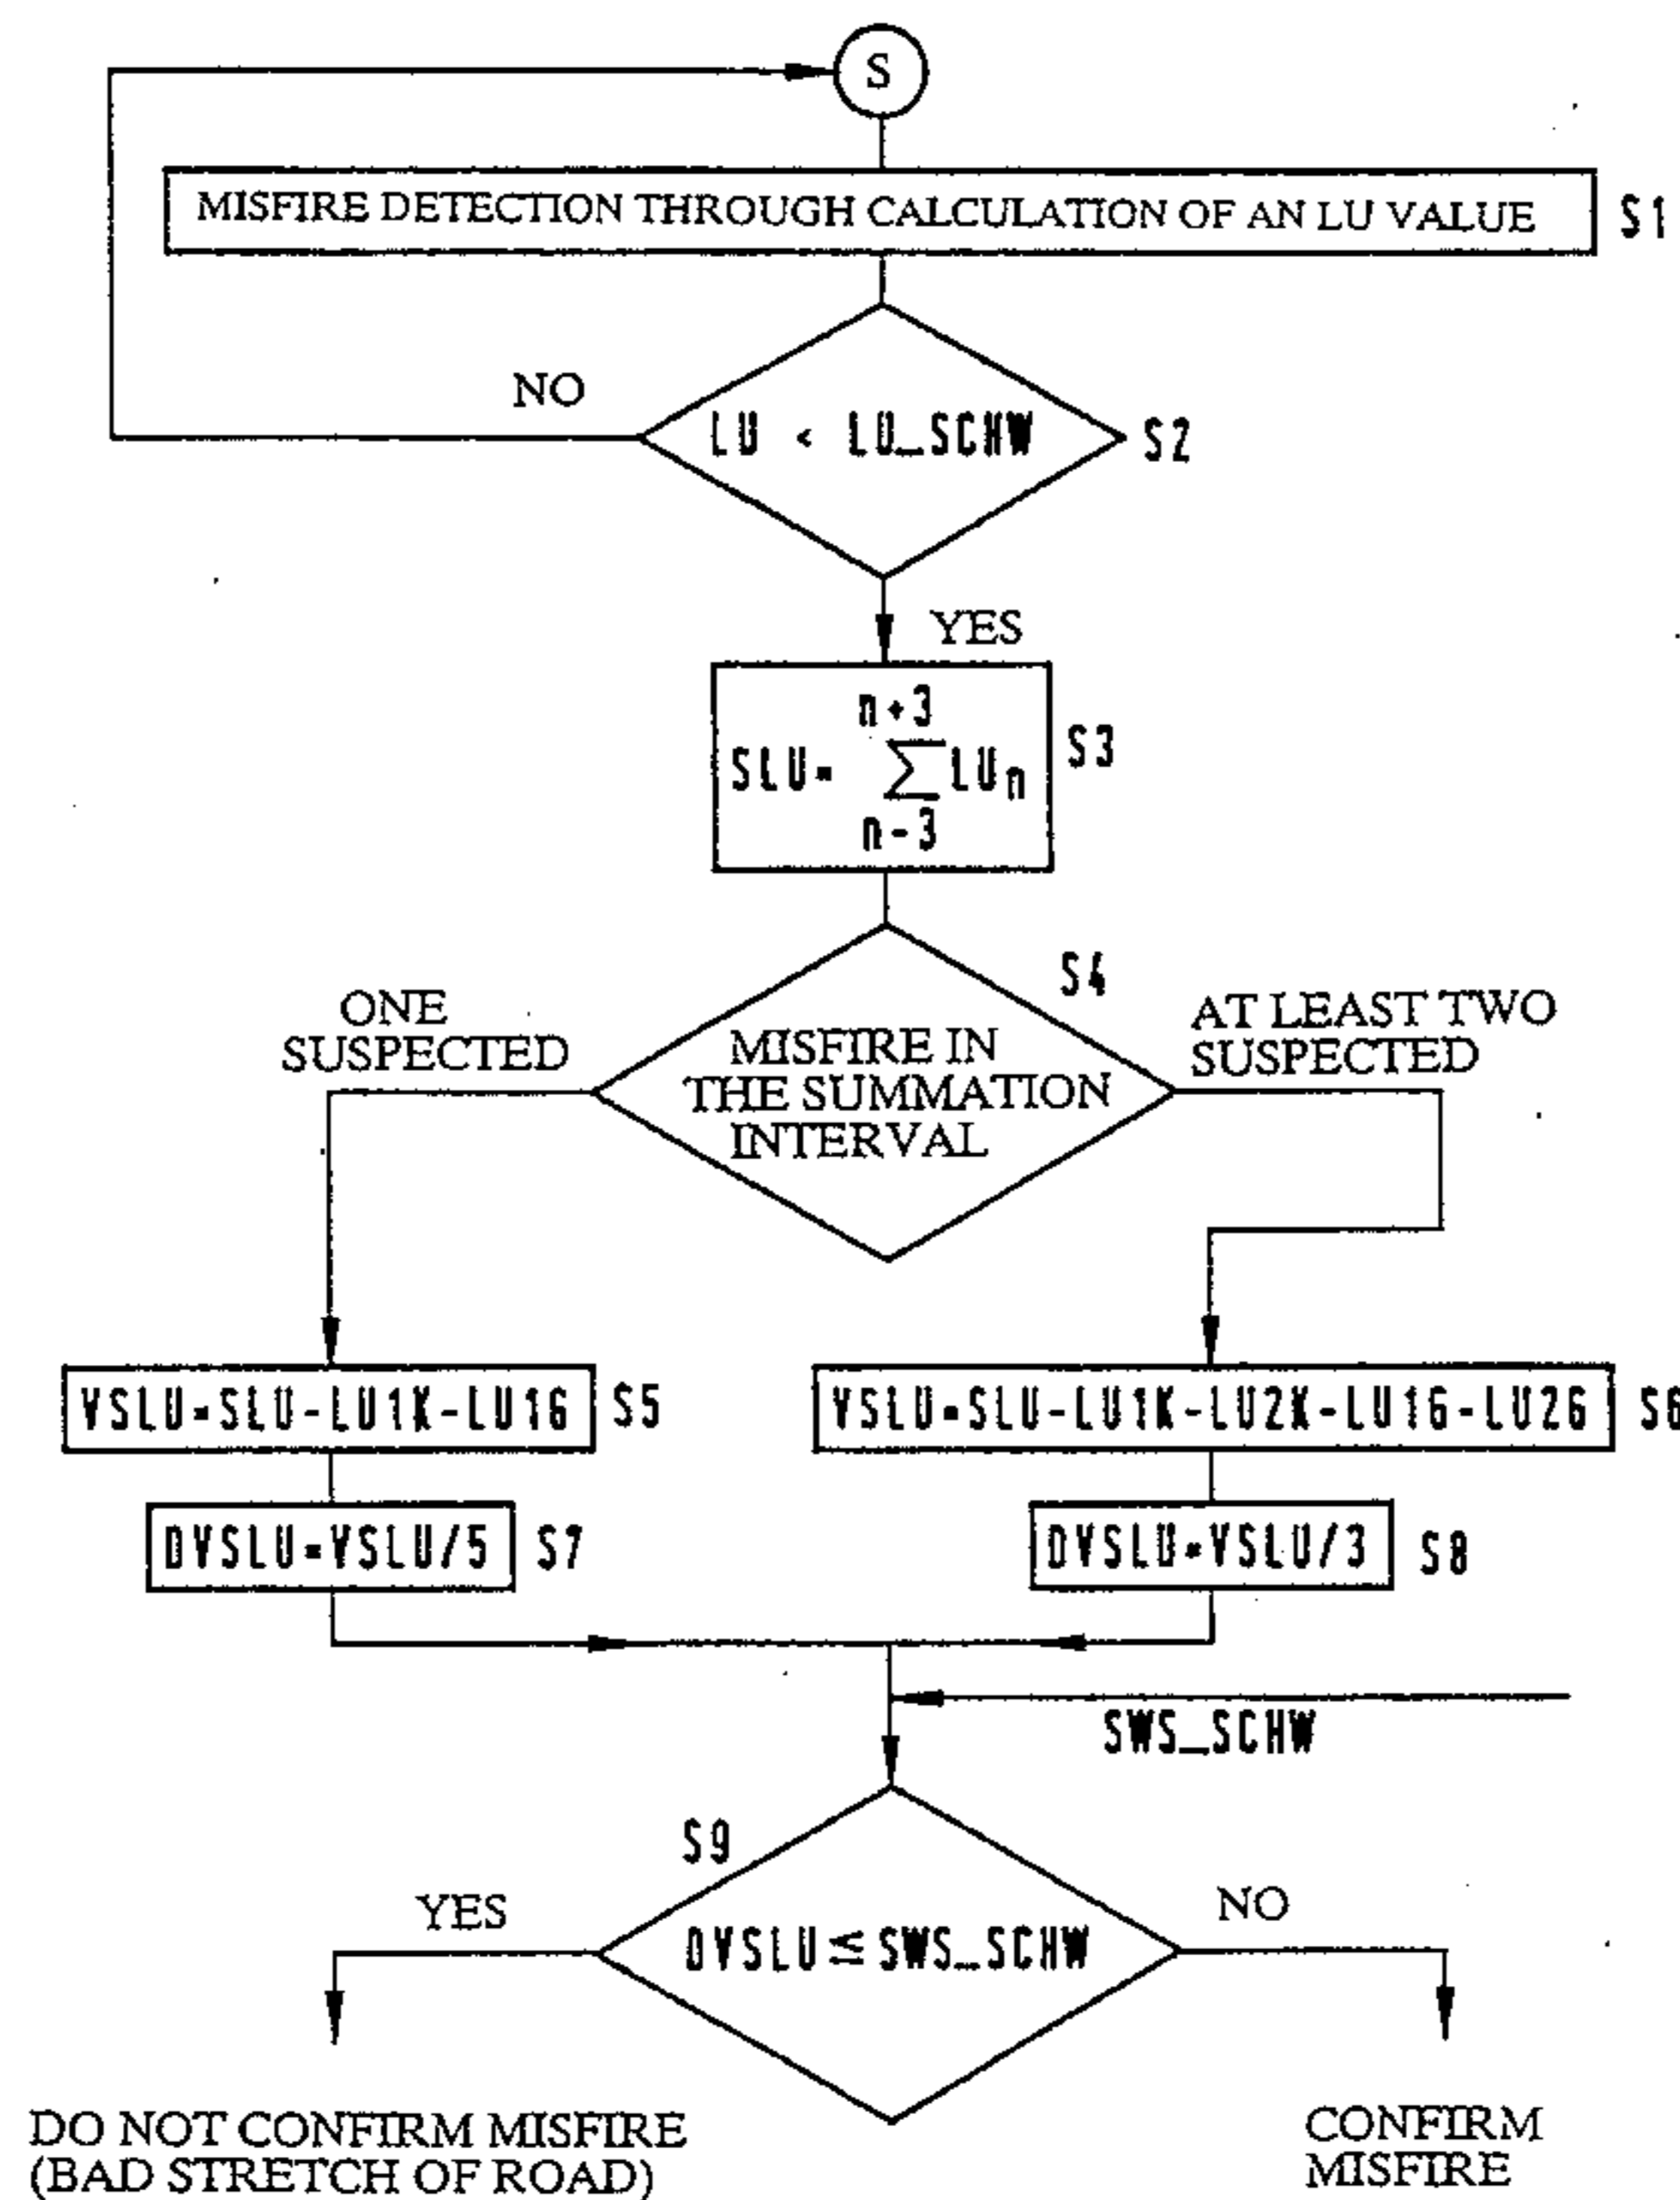 S
MISFIRE DETECTION THROUGH CALCULATION OF AN LU VALUE
S1
NO
LU < LU_SCHW
S2
YES
n+3
SLU= ∑ LUn
n-3
S3
S4
ONE
SUSPECTED
MISFIRE IN
THE SUMMATION
INTERVAL
AT LEAST TWO
SUSPECTED
VSLU=SLU-LU1K-LU1G
S5
VSLU=SLU-LU1K-LU2K-LU1G-LU2G
S6
DVSLU=VSLU/5
S7
DVSLU=VSLU/3
S8
SWS_SCHW
S9
YES
DVSLU≤SWS_SCHW
NO
DO NOT CONFIRM MISFIRE
(BAD STRETCH OF ROAD)
CONFIRM
MISFIRE